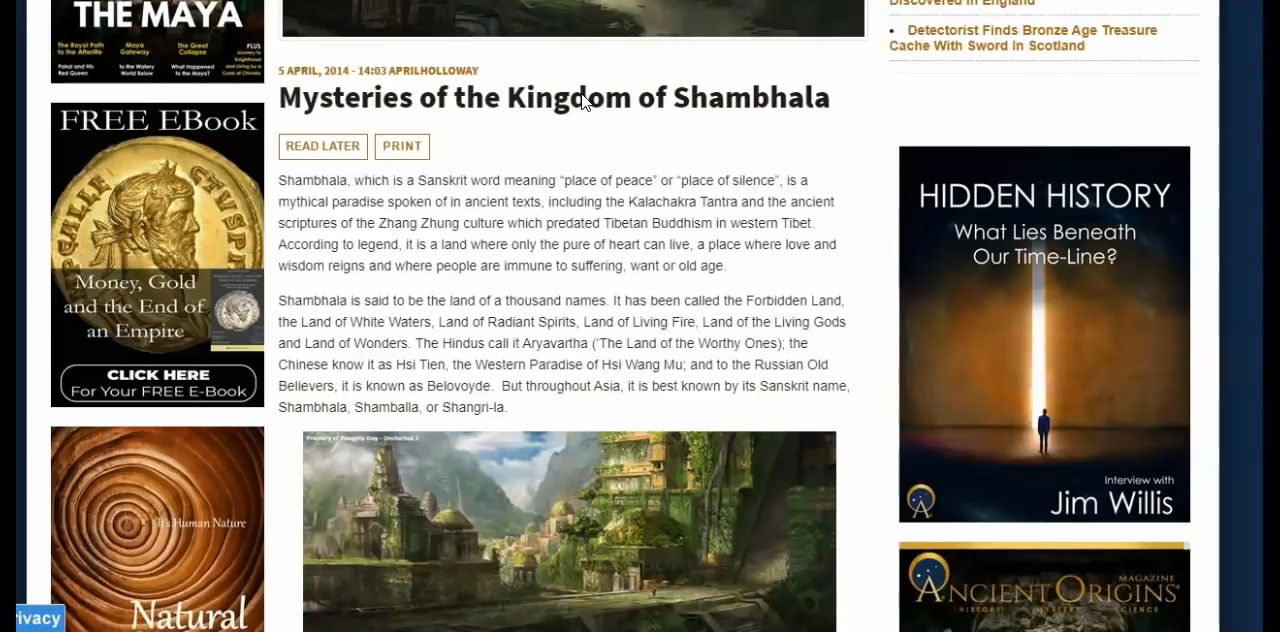 THE MAYA
The Royal Path
to the Afterlife
Maya
Gateway
The Great
Collapse
PLUS
Pakal and His
Red Queen
to the Watery
World Below
What Happened
to the Maya?
FREE EBook
Money, Gold
and the End of
an Empire
CLICK HERE
For Your FREE E-Book
It's Human Nature
Natural
ivacy
5 APRIL, 2014 - 14:03 APRILHOLLOWAY
Mysteries of the Kingdom of Shambhala
READ LATER
PRINT
Shambhala, which is a Sanskrit word meaning “place of peace” or “place of silence”, is a
mythical paradise spoken of in ancient texts, including the Kalachakra Tantra and the ancient
scriptures of the Zhang Zhung culture which predated Tibetan Buddhism in western Tibet.
According to legend, it is a land where only the pure of heart can live, a place where love and
wisdom reigns and where people are immune to suffering, want or old age.
Shambhala is said to be the land of a thousand names. It has been called the Forbidden Land,
the Land of White Waters, Land of Radiant Spirits, Land of Living Fire, Land of the Living Gods
and Land of Wonders. The Hindus call it Aryavartha (‘The Land of the Worthy Ones); the
Chinese know it as Hsi Tien, the Western Paradise of Hsi Wang Mu; and to the Russian Old
Believers, it is known as Belovoyde. But throughout Asia, it is best known by its Sanskrit name,
Shambhala, Shamballa, or Shangri-la.
Property of Naughty Dog - Uncharted 2
Discovered in England
• Detectorist Finds Bronze Age Treasure
Cache With Sword In Scotland
HIDDEN HISTORY
What Lies Beneath
Our Time-Line?
Interview with
Jim Willis
MAGAZINE
ANCIENT ORIGINS
HISTORY MYSTERY SCIENCE